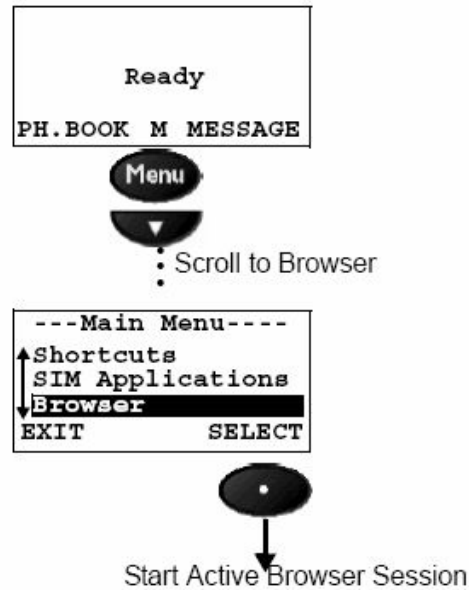 Ready
PH.BOOK M MESSAGE
Menu
Scroll to Browser
---Main Menu----
Shortcuts
SIM Applications
Browser
EXIT SELECT
Start Active Browser Session